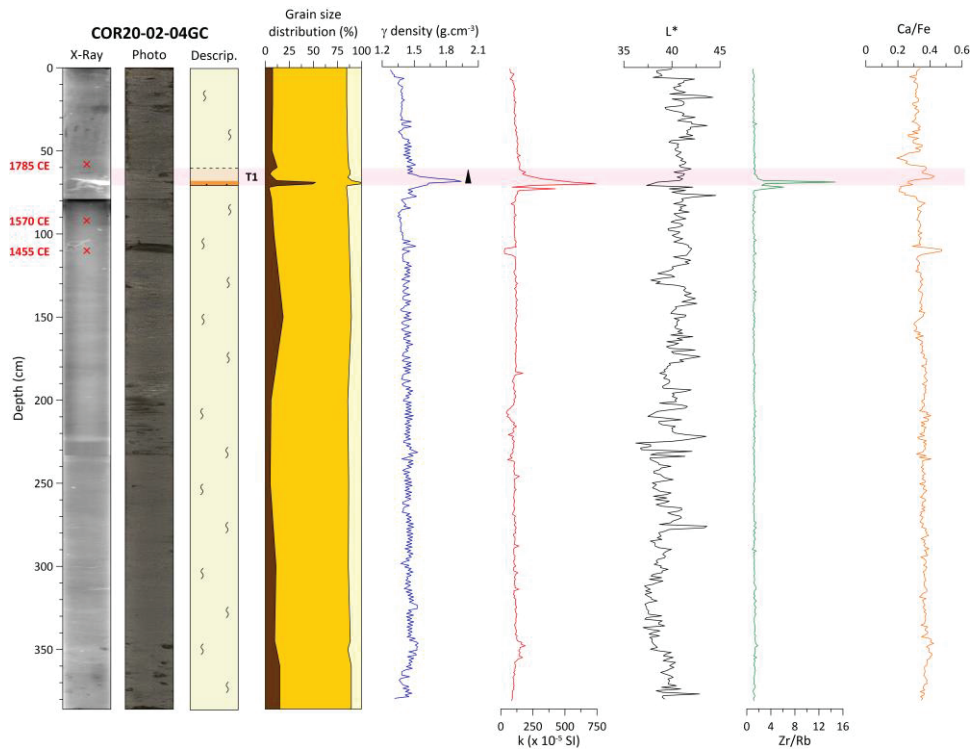 COR20-02-04GC
X-Ray Photo Descrip.
Grain size
distribution (%)
0 25 50 75 100
γ density (g.cm⁻³)
1.2 1.5 1.8 2.1
L*
35 40 45
Ca/Fe
0 0.2 0.4 0.6
Depth (cm)
0
50
100
150
200
250
300
350
1785 CE
1570 CE
1455 CE
T1
0 250 500 750
k (x 10⁻⁵ SI)
0 4 8 12 16
Zr/Rb